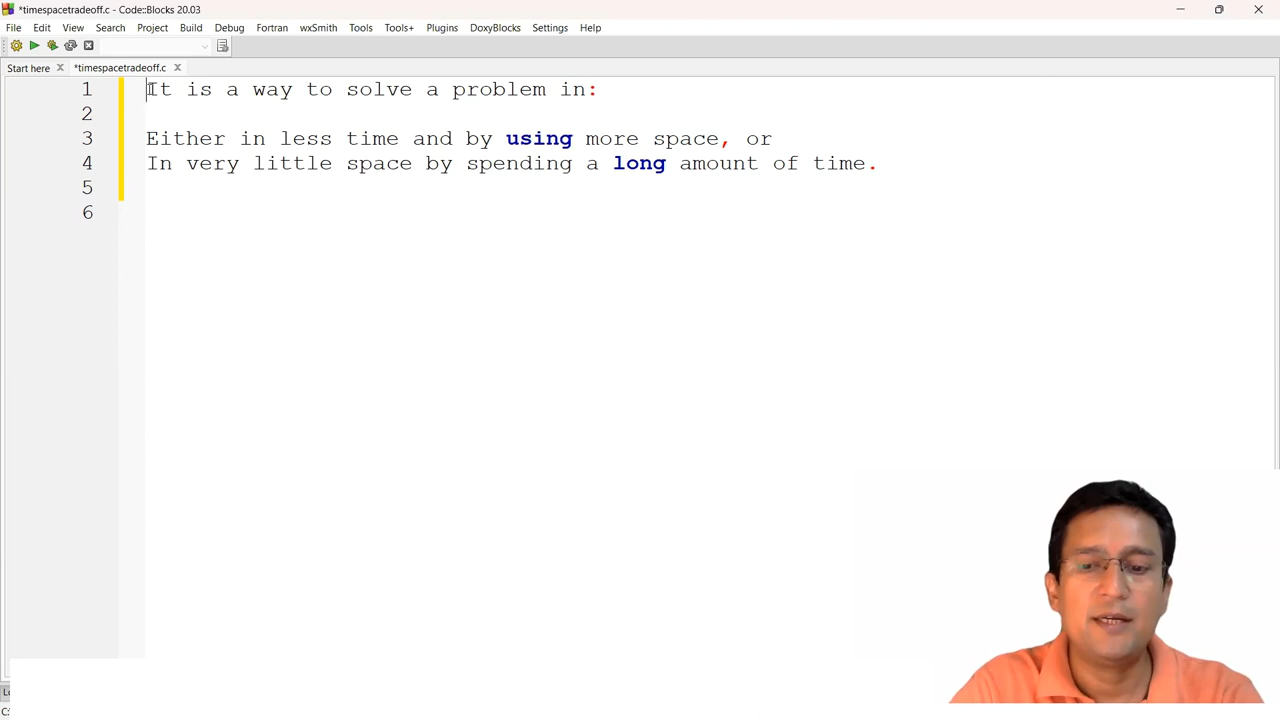 *timespacetradeoff.c - Code::Blocks 20.03
File Edit View Search Project Build Debug Fortran wxSmith Tools Tools+ Plugins DoxyBlocks Settings Help
Start here *timespacetradeoff.c
1 It is a way to solve a problem in:
2
3 Either in less time and by using more space, or
4 In very little space by spending a long amount of time.
5
6